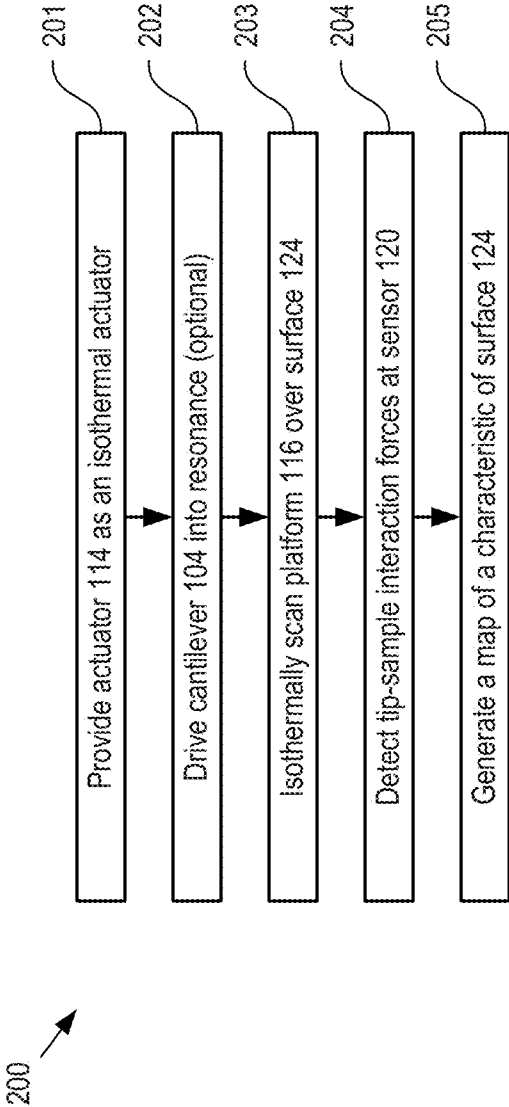 200
Provide actuator 114 as an isothermal actuator
201
Drive cantilever 104 into resonance (optional)
202
Isothermally scan platform 116 over surface 124
203
Detect tip-sample interaction forces at sensor 120
204
Generate a map of a characteristic of surface 124
205